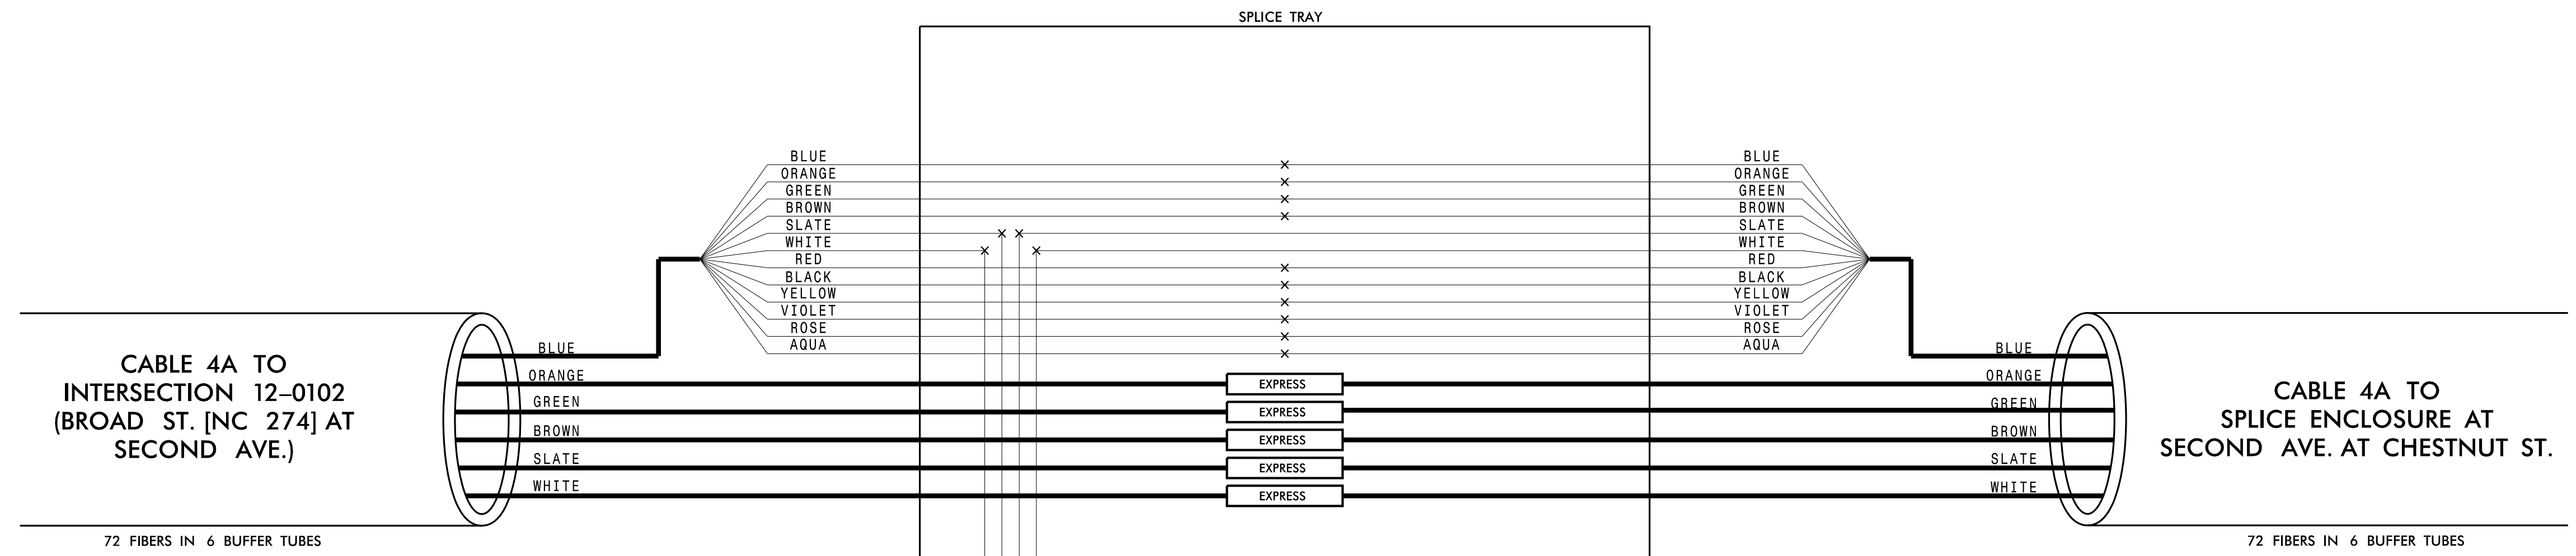 SPLICE TRAY
BLUE BLUE
ORANGE ORANGE
GREEN GREEN
BROWN BROWN
SLATE SLATE
WHITE WHITE
RED RED
BLACK BLACK
YELLOW YELLOW
VIOLET VIOLET
ROSE ROSE
AQUA AQUA
CABLE 4A TO
INTERSECTION 12–0102
(BROAD ST. [NC 274] AT
SECOND AVE.)
72 FIBERS IN 6 BUFFER TUBES
BLUE BLUE
ORANGE EXPRESS ORANGE
GREEN EXPRESS GREEN
BROWN EXPRESS BROWN
SLATE EXPRESS SLATE
WHITE EXPRESS WHITE
CABLE 4A TO
SPLICE ENCLOSURE AT
SECOND AVE. AT CHESTNUT ST.
72 FIBERS IN 6 BUFFER TUBES